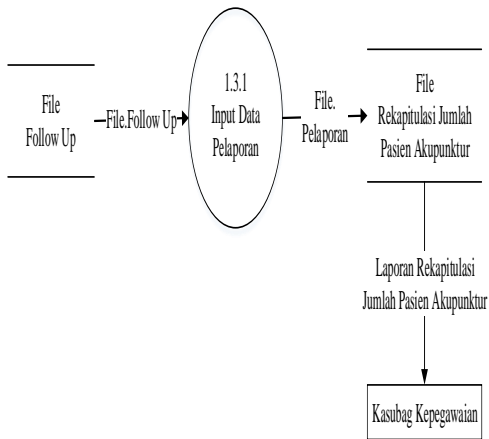 File
Follow Up
File.Follow Up
1.3.1
Input Data
Pelaporan
File.
Pelaporan
File
Rekapitulasi Jumlah
Pasien Akupunktur
Laporan Rekapitulasi
Jumlah Pasien Akupunktur
Kasubag Kepegawaian